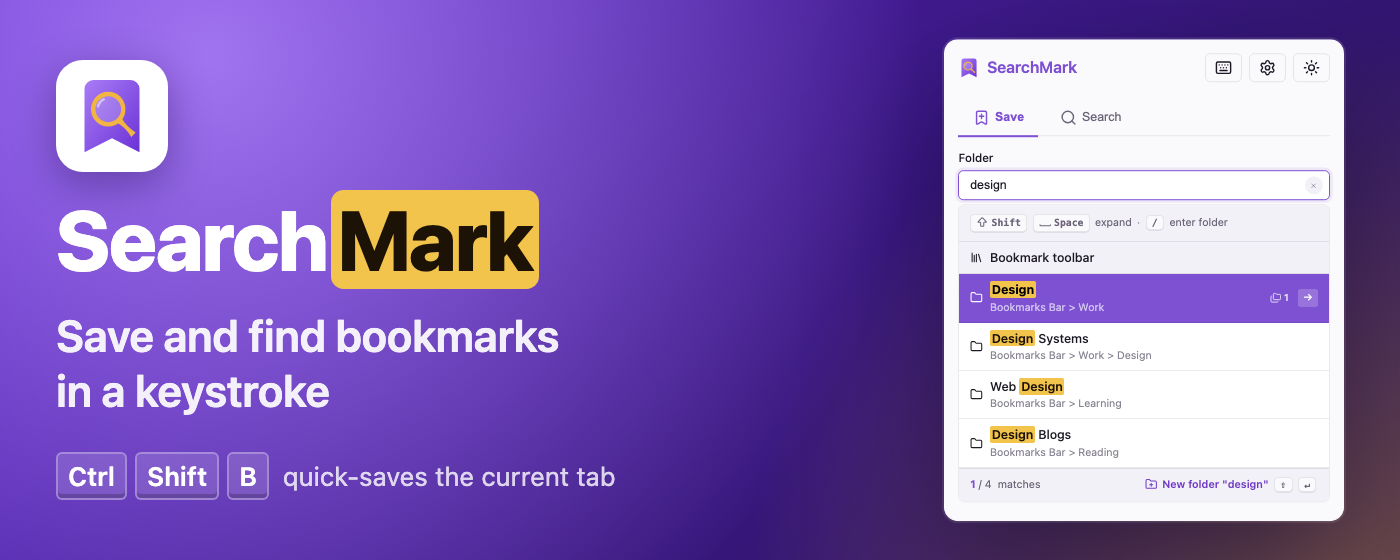 SearchMark
Save and find bookmarks
in a keystroke
Ctrl Shift B quick-saves the current tab
SearchMark
Save Search
Folder
design
Shift Space expand · / enter folder
Bookmark toolbar
Design
Bookmarks Bar > Work
1
Design Systems
Bookmarks Bar > Work > Design
Web Design
Bookmarks Bar > Learning
Design Blogs
Bookmarks Bar > Reading
1 / 4 matches New folder "design" ⇧ ↵